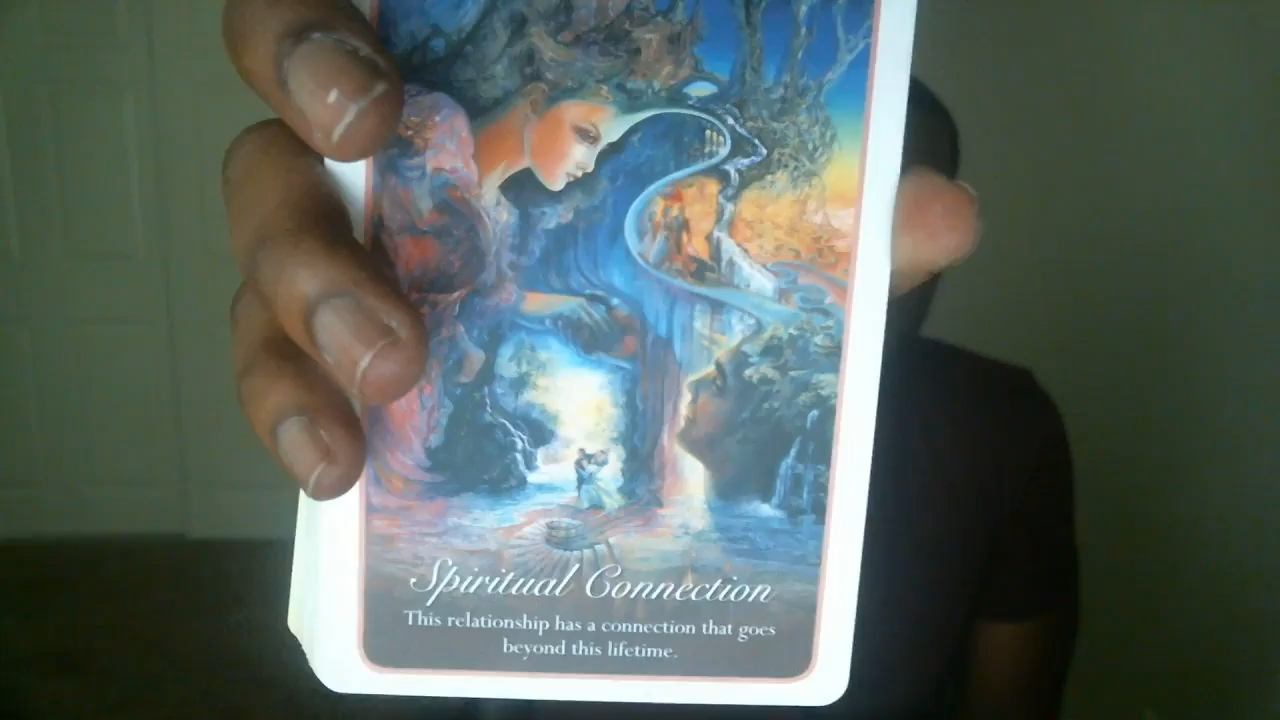 Spiritual Connection
This relationship has a connection that goes
beyond this lifetime.